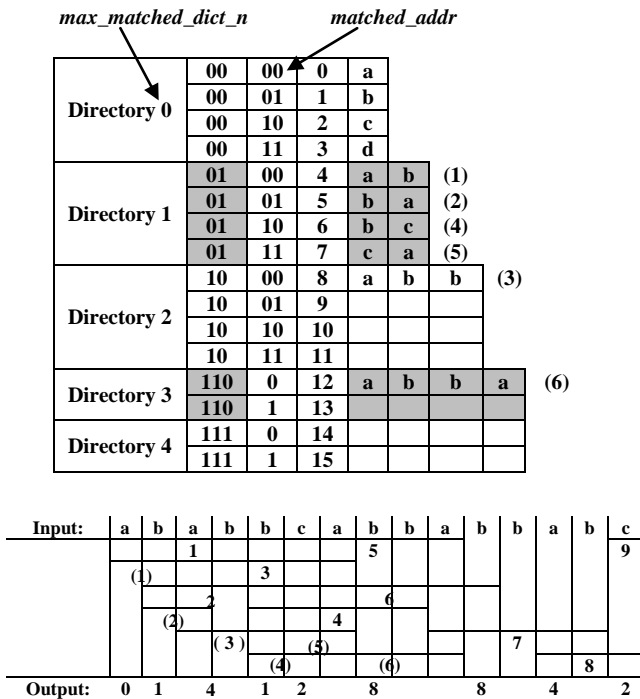 max_matched_dict_n matched_addr
Directory 0
00 00 0 a
00 01 1 b
00 10 2 c
00 11 3 d
Directory 1
01 00 4 a b (1)
01 01 5 b a (2)
01 10 6 b c (4)
01 11 7 c a (5)
Directory 2
10 00 8 a b b (3)
10 01 9
10 10 10
10 11 11
Directory 3
110 0 12 a b b a (6)
110 1 13
Directory 4
111 0 14
111 1 15
Input: a b a b b c a b b a b b a b c
1 5 9
(1) 3
2 6
(2) 4
(3) (5) 7
(4) (6) 8
Output: 0 1 4 1 2 8 8 4 2